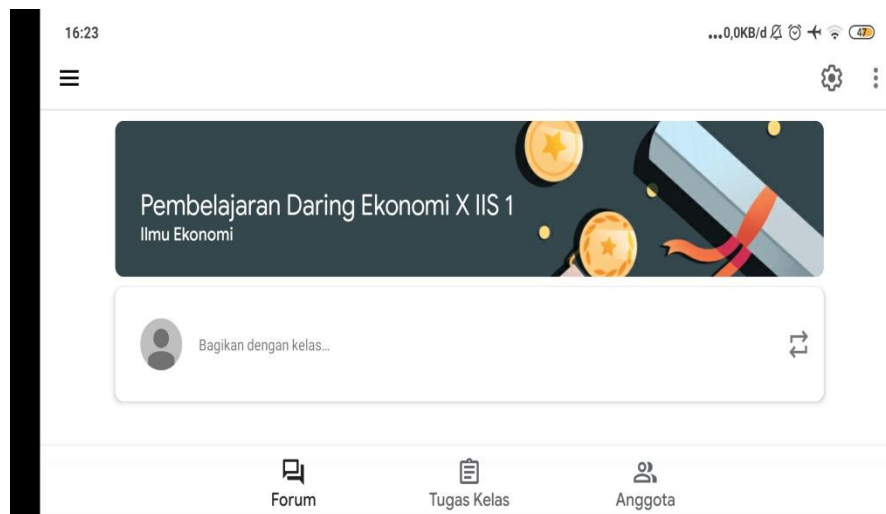 16:23
...0,0KB/d
47
Pembelajaran Daring Ekonomi X IIS 1
Ilmu Ekonomi
Bagikan dengan kelas...
Forum
Tugas Kelas
Anggota